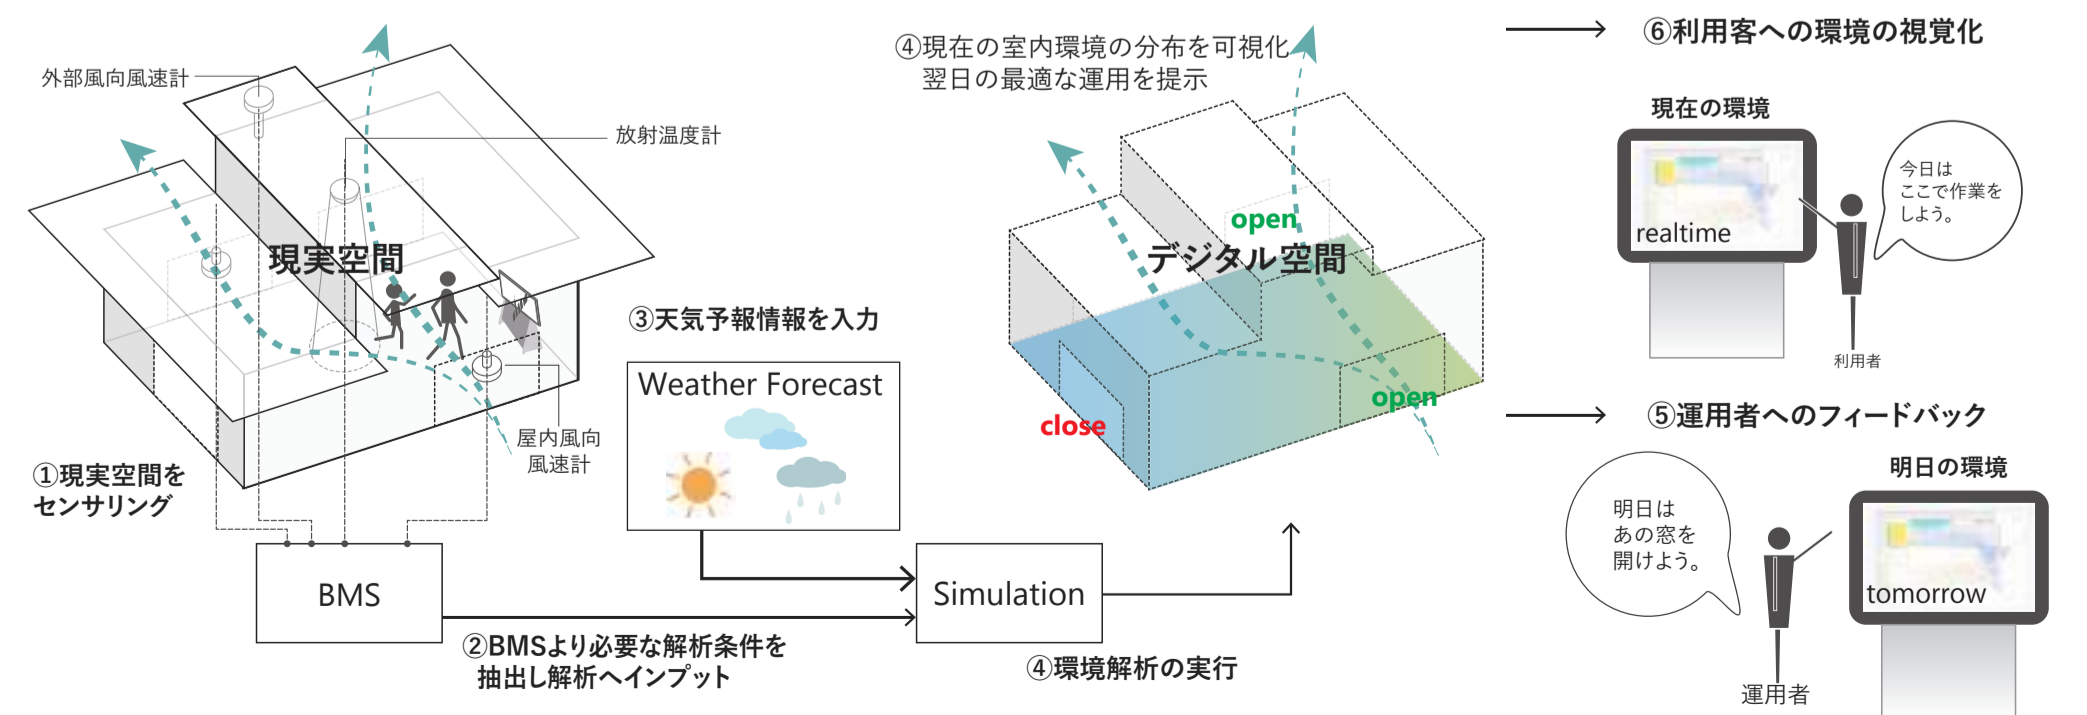 外部風向風速計
放射温度計
現実空間
屋内風向
風速計
①現実空間を
センサリング
BMS
②BMSより必要な解析条件を
抽出し解析へインプット
③天気予報情報を入力
Weather Forecast
Simulation
④環境解析の実行
④現在の室内環境の分布を可視化
翌日の最適な運用を提示
open
デジタル空間
open
close
⑥利用客への環境の視覚化
現在の環境
realtime
今日は
ここで作業を
しよう。
利用者
⑤運用者へのフィードバック
明日の環境
明日は
あの窓を
開けよう。
tomorrow
運用者